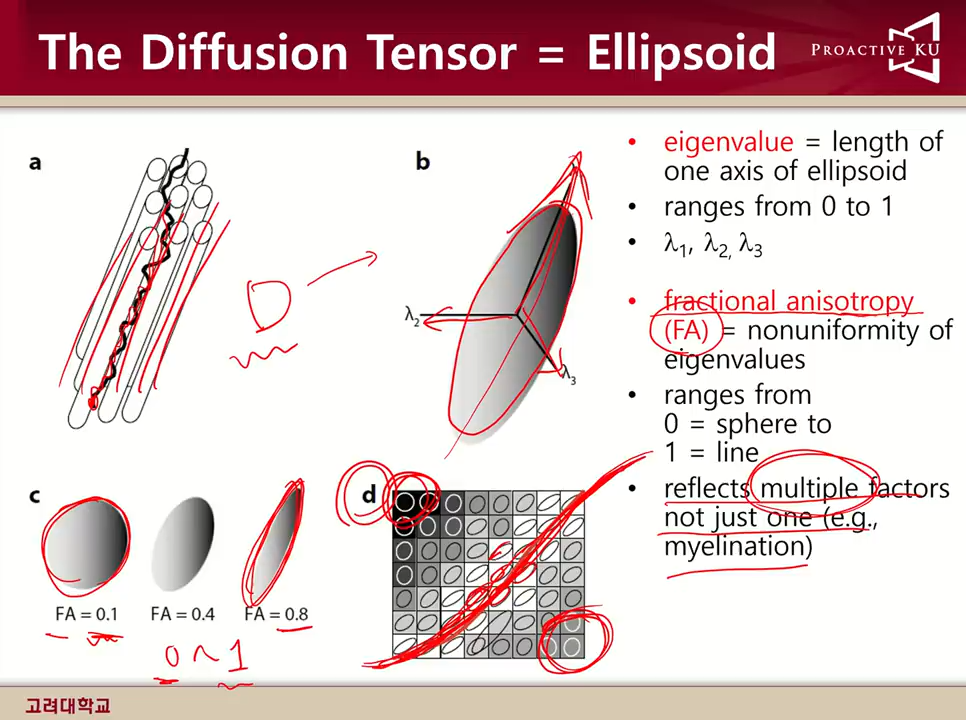 The Diffusion Tensor = Ellipsoid
PROACTIVE KU
a
b
D
λ2
λ3
c
FA = 0.1
FA = 0.4
FA = 0.8
0 ~ 1
d
• eigenvalue = length of
one axis of ellipsoid
• ranges from 0 to 1
• λ1, λ2, λ3
• fractional anisotropy
(FA) = nonuniformity of
eigenvalues
• ranges from
0 = sphere to
1 = line
• reflects multiple factors
not just one (e.g.,
myelination)
고려대학교